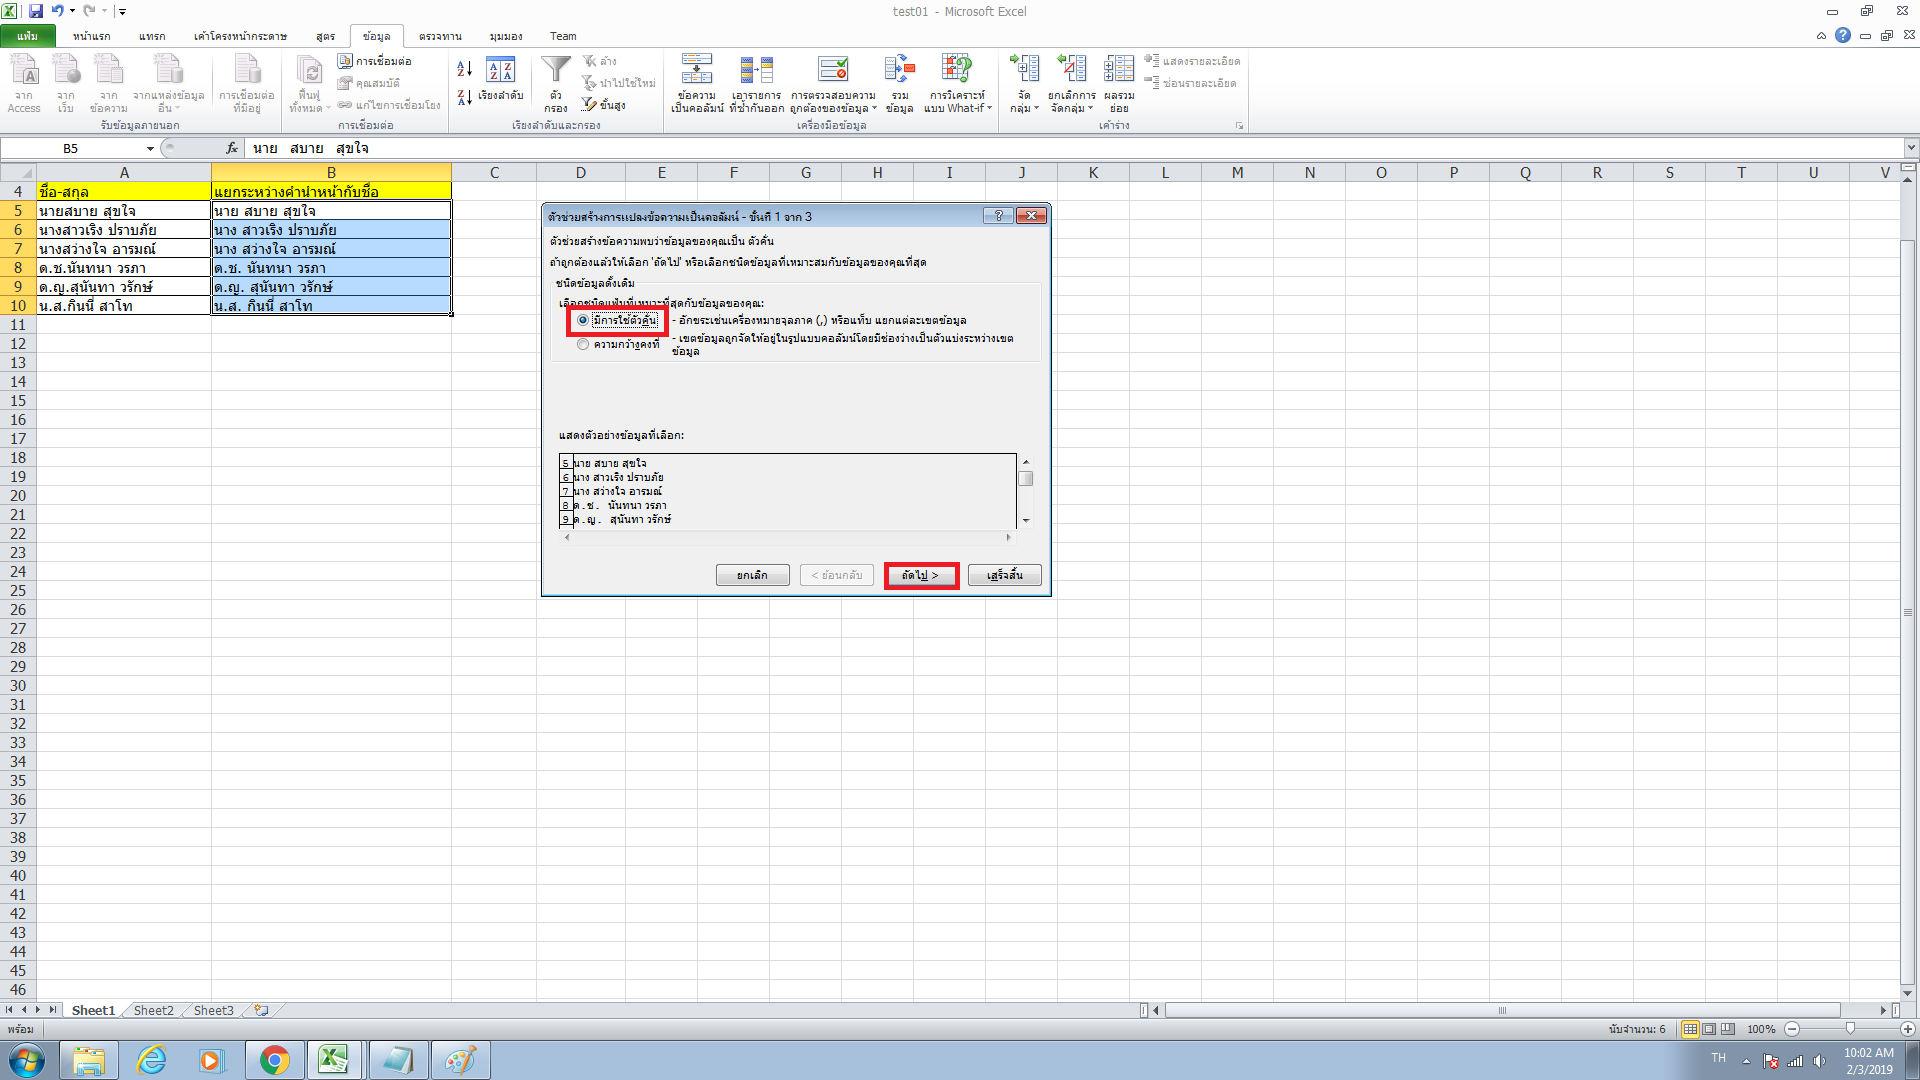 test01 - Microsoft Excel
แฟ้ม หน้าแรก แทรก เค้าโครงหน้ากระดาษ สูตร ข้อมูล ตรวจทาน มุมมอง Team
จาก Access
จาก เว็บ
จาก ข้อความ
จากแหล่งข้อมูล อื่น
รับข้อมูลภายนอก
การเชื่อมต่อ ที่มีอยู่
ฟื้นฟู ทั้งหมด
การเชื่อมต่อ
คุณสมบัติ
แก้ไขการเชื่อมโยง
การเชื่อมต่อ
เรียงลำดับ
ตัว กรอง
ล้าง
นำไปใช้ใหม่
ขั้นสูง
เรียงลำดับและกรอง
ข้อความ เป็นคอลัมน์
เอารายการ ที่ซ้ำกันออก
การตรวจสอบความ ถูกต้องของข้อมูล
รวม ข้อมูล
การวิเคราะห์ แบบ What-if
เครื่องมือข้อมูล
จัด กลุ่ม
ยกเลิกการ จัดกลุ่ม
ผลรวม ย่อย
แสดงรายละเอียด
ซ่อนรายละเอียด
เค้าร่าง
B5 fx นาย สบาย สุขใจ
A B C D E F G H I J K L M N O P Q R S T U V
4 ชื่อ-สกุล แยกระหว่างคำนำหน้ากับชื่อ
5 นายสบาย สุขใจ นาย สบาย สุขใจ
6 นางสาวเริง ปราบภัย นาง สาวเริง ปราบภัย
7 นางสว่างใจ อารมณ์ นาง สว่างใจ อารมณ์
8 ด.ช.นันทนา วรภา ด.ช. นันทนา วรภา
9 ด.ญ.สุนันทา วรักษ์ ด.ญ. สุนันทา วรักษ์
10 น.ส.กินนี่ สาโท น.ส. กินนี่ สาโท
11
12
13
14
15
16
17
18
19
20
21
22
23
24
25
26
27
28
29
30
31
32
33
34
35
36
37
38
39
40
41
42
43
44
45
46
ตัวช่วยสร้างการแปลงข้อความเป็นคอลัมน์ - ขั้นที่ 1 จาก 3
ตัวช่วยสร้างข้อความพบว่าข้อมูลของคุณเป็น ตัวคั่น
ถ้าถูกต้องแล้วให้เลือก 'ถัดไป' หรือเลือกชนิดข้อมูลที่เหมาะสมกับข้อมูลของคุณที่สุด
ชนิดข้อมูลดั้งเดิม
เลือกชนิดแฟ้มที่เหมาะที่สุดกับข้อมูลของคุณ:
มีการใช้ตัวคั่น - อักขระเช่นเครื่องหมายจุลภาค (,) หรือแท็บ แยกแต่ละเขตข้อมูล
ความกว้างคงที่ - เขตข้อมูลถูกจัดให้อยู่ในรูปแบบคอลัมน์โดยมีช่องว่างเป็นตัวแบ่งระหว่างเขต
ข้อมูล
แสดงตัวอย่างข้อมูลที่เลือก:
5 นาย สบาย สุขใจ
6 นาง สาวเริง ปราบภัย
7 นาง สว่างใจ อารมณ์
8 ด.ช. นันทนา วรภา
9 ด.ญ. สุนันทา วรักษ์
ยกเลิก < ย้อนกลับ ถัดไป > เสร็จสิ้น
Sheet1 Sheet2 Sheet3
พร้อม นับจำนวน: 6 100%
TH 10:02 AM
2/3/2019